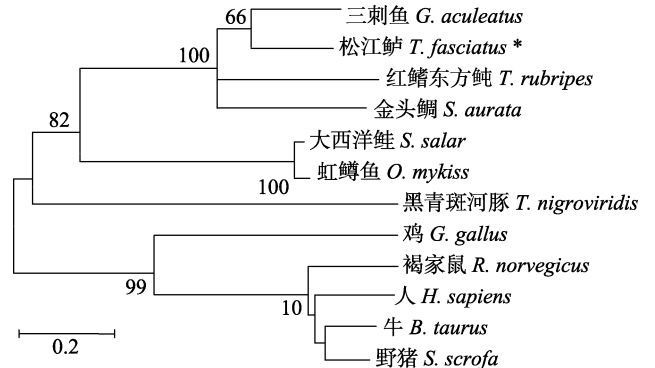 66
三刺鱼 G. aculeatus
松江鲈 T. fasciatus *
100
红鳍东方鲀 T. rubripes
金头鲷 S. aurata
82
大西洋鲑 S. salar
虹鳟鱼 O. mykiss
100
黑青斑河豚 T. nigroviridis
鸡 G. gallus
褐家鼠 R. norvegicus
99
10
人 H. sapiens
牛 B. taurus
野猪 S. scrofa
0.2